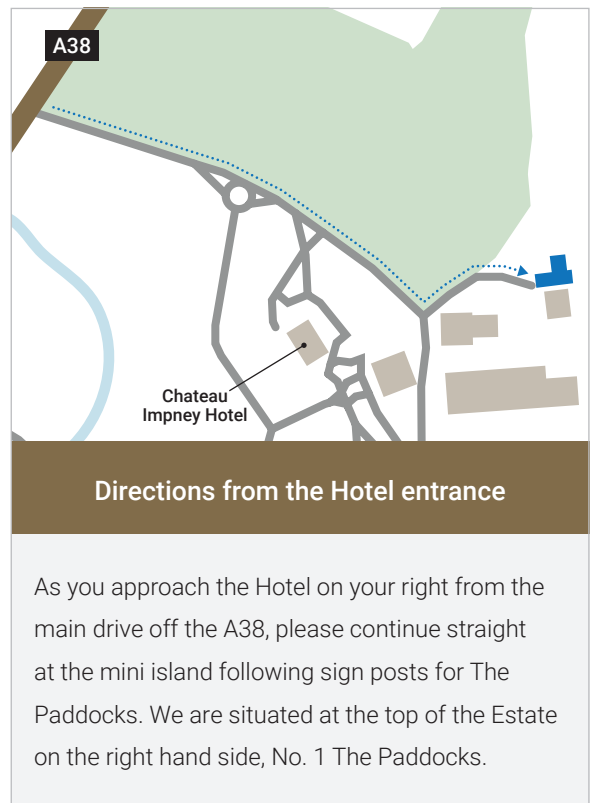 A38
Chateau
Impney Hotel
Directions from the Hotel entrance
As you approach the Hotel on your right from the
main drive off the A38, please continue straight
at the mini island following sign posts for The
Paddocks. We are situated at the top of the Estate
on the right hand side, No. 1 The Paddocks.